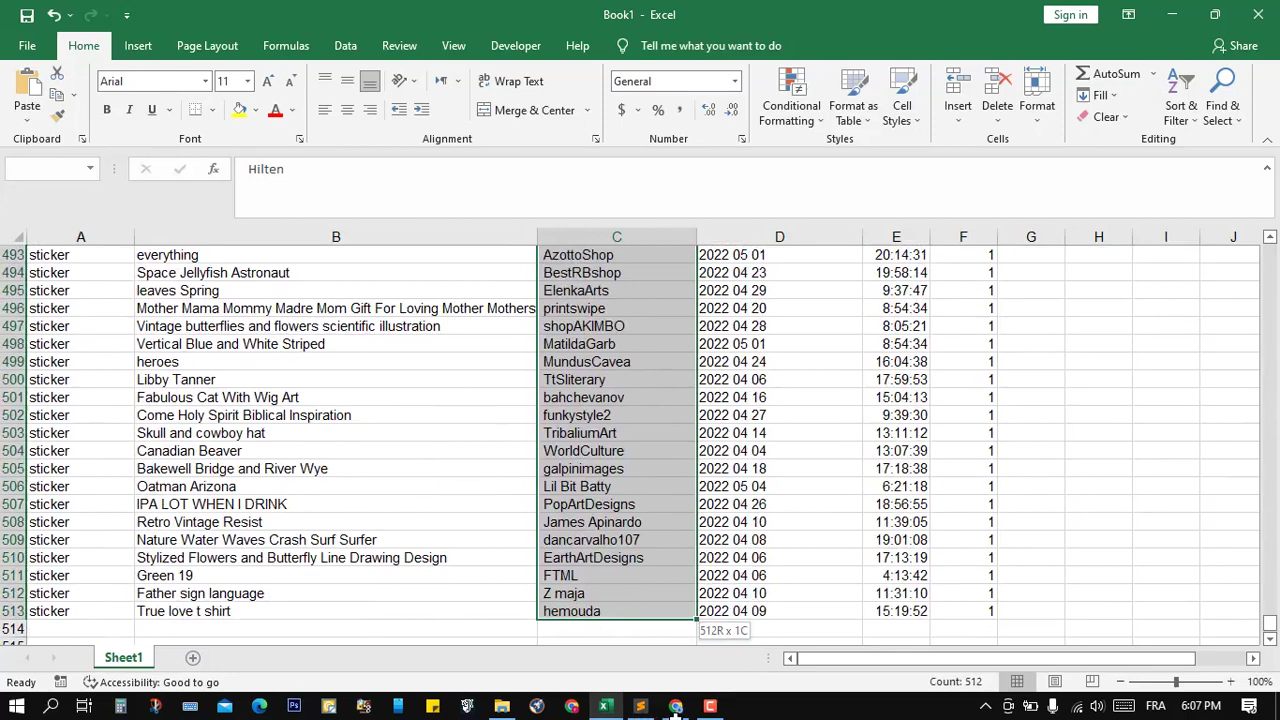 Book1 - Excel
Sign in
File Home Insert Page Layout Formulas Data Review View Developer Help Tell me what you want to do Share
Arial 11 Wrap Text General AutoSum
Fill
Paste B I U Merge & Center $ % Conditional Formatting Format as Table Cell Styles Insert Delete Format Clear Sort & Filter Find & Select
Clipboard Font Alignment Number Styles Cells Editing
Hilten
A B C D E F G H I J
493 sticker everything AzottoShop 2022 05 01 20:14:31 1
494 sticker Space Jellyfish Astronaut BestRBshop 2022 04 23 19:58:14 1
495 sticker leaves Spring ElenkaArts 2022 04 29 9:37:47 1
496 sticker Mother Mama Mommy Madre Mom Gift For Loving Mother Mothers printswipe 2022 04 20 8:54:34 1
497 sticker Vintage butterflies and flowers scientific illustration shopAKIMBO 2022 04 28 8:05:21 1
498 sticker Vertical Blue and White Striped MatildaGarb 2022 05 01 8:54:34 1
499 sticker heroes MundusCavea 2022 04 24 16:04:38 1
500 sticker Libby Tanner TtSliterary 2022 04 06 17:59:53 1
501 sticker Fabulous Cat With Wig Art bahchevanov 2022 04 16 15:04:13 1
502 sticker Come Holy Spirit Biblical Inspiration funkystyle2 2022 04 27 9:39:30 1
503 sticker Skull and cowboy hat TribaliumArt 2022 04 14 13:11:12 1
504 sticker Canadian Beaver WorldCulture 2022 04 04 13:07:39 1
505 sticker Bakewell Bridge and River Wye galpinimages 2022 04 18 17:18:38 1
506 sticker Oatman Arizona Lil Bit Batty 2022 05 04 6:21:18 1
507 sticker IPA LOT WHEN I DRINK PopArtDesigns 2022 04 26 18:56:55 1
508 sticker Retro Vintage Resist James Apinardo 2022 04 10 11:39:05 1
509 sticker Nature Water Waves Crash Surf Surfer dancarvalho107 2022 04 08 19:01:08 1
510 sticker Stylized Flowers and Butterfly Line Drawing Design EarthArtDesigns 2022 04 06 17:13:19 1
511 sticker Green 19 FTML 2022 04 06 4:13:42 1
512 sticker Father sign language Z maja 2022 04 10 11:31:10 1
513 sticker True love t shirt hemouda 2022 04 09 15:19:52 1
514 512R x 1C
Sheet1
Ready Accessibility: Good to go Count: 512 100%
FRA 6:07 PM